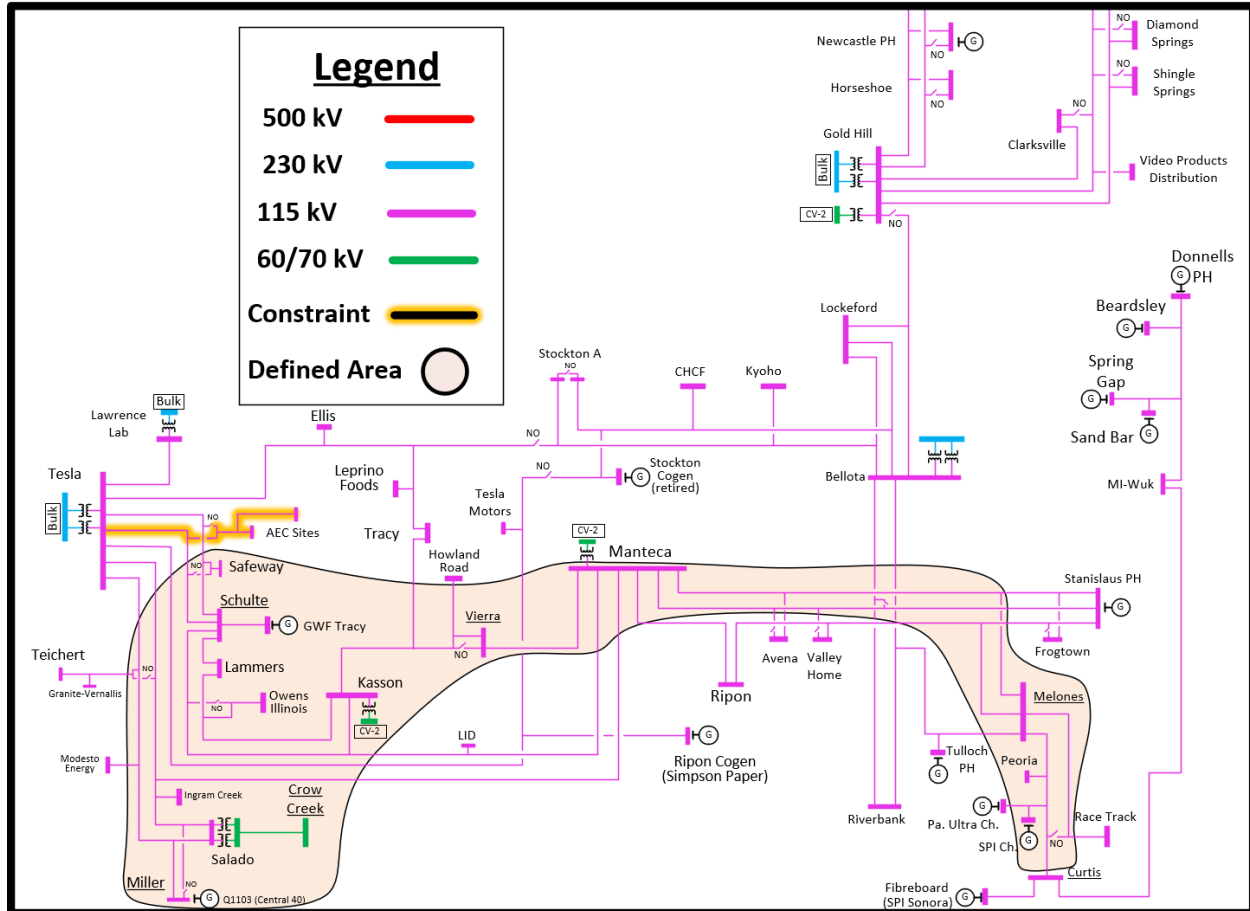 Legend
500 kV
230 kV
115 kV
60/70 kV
Constraint
Defined Area
NO
Newcastle PH
NO
G
Horseshoe
NO
Gold Hill
Bulk
CV-2
NO
NO
Diamond
Springs
NO
Shingle
Springs
NO
Clarksville
Video Products
Distribution
Donnells
PH
G
Beardsley
G
Spring
Gap
G
Sand Bar
G
MI-Wuk
Lockeford
Stockton A
NO
CHCF
Kyoho
Ellis
NO
Bulk
Lawrence
Lab
Tesla
Bulk
Leprino
Foods
NO
Stockton
Cogen
(retired)
G
Bellota
Tesla
Motors
NO
AEC Sites
Tracy
CV-2
Manteca
Howland
Road
NO
Safeway
Schulte
G
GWF Tracy
Vierra
NO
Stanislaus PH
G
Avena
Valley
Home
Frogtown
Teichert
NO
Granite-Vernallis
Lammers
Owens
Illinois
NO
Kasson
CV-2
Ripon
Melones
LID
G
Ripon Cogen
(Simpson Paper)
Tulloch
PH
G
Peoria
Modesto
Energy
Ingram Creek
Crow
Creek
Salado
Riverbank
G
Pa. Ultra Ch.
SPI Ch.
G
NO
Race Track
Miller
NO
G
Q1103 (Central 40)
Fibreboard
(SPI Sonora)
G
Curtis